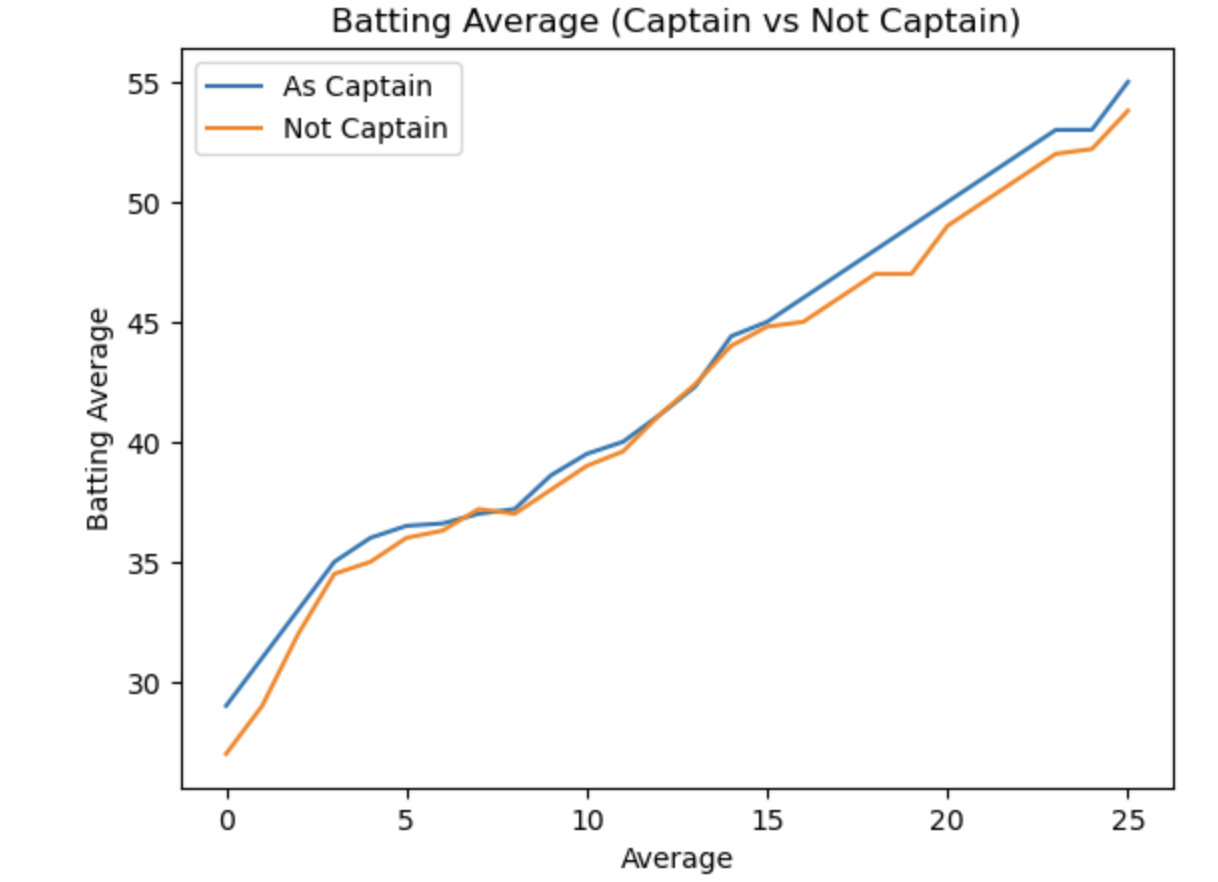 Batting Average (Captain vs Not Captain)
As Captain
Not Captain
55
50
45
40
35
30
Batting Average
0 5 10 15 20 25
Average